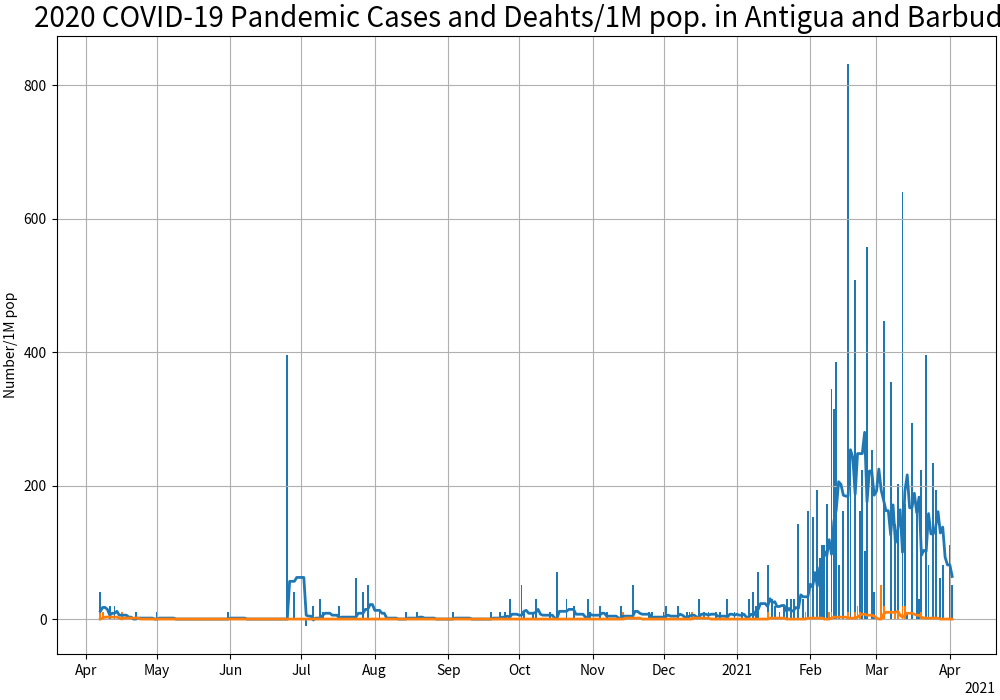 2020 COVID-19 Pandemic Cases and Deahts/1M pop. in Antigua and Barbud
Number/1M pop
800
600
400
200
0
Apr May Jun Jul Aug Sep Oct Nov Dec 2021 Feb Mar Apr
2021